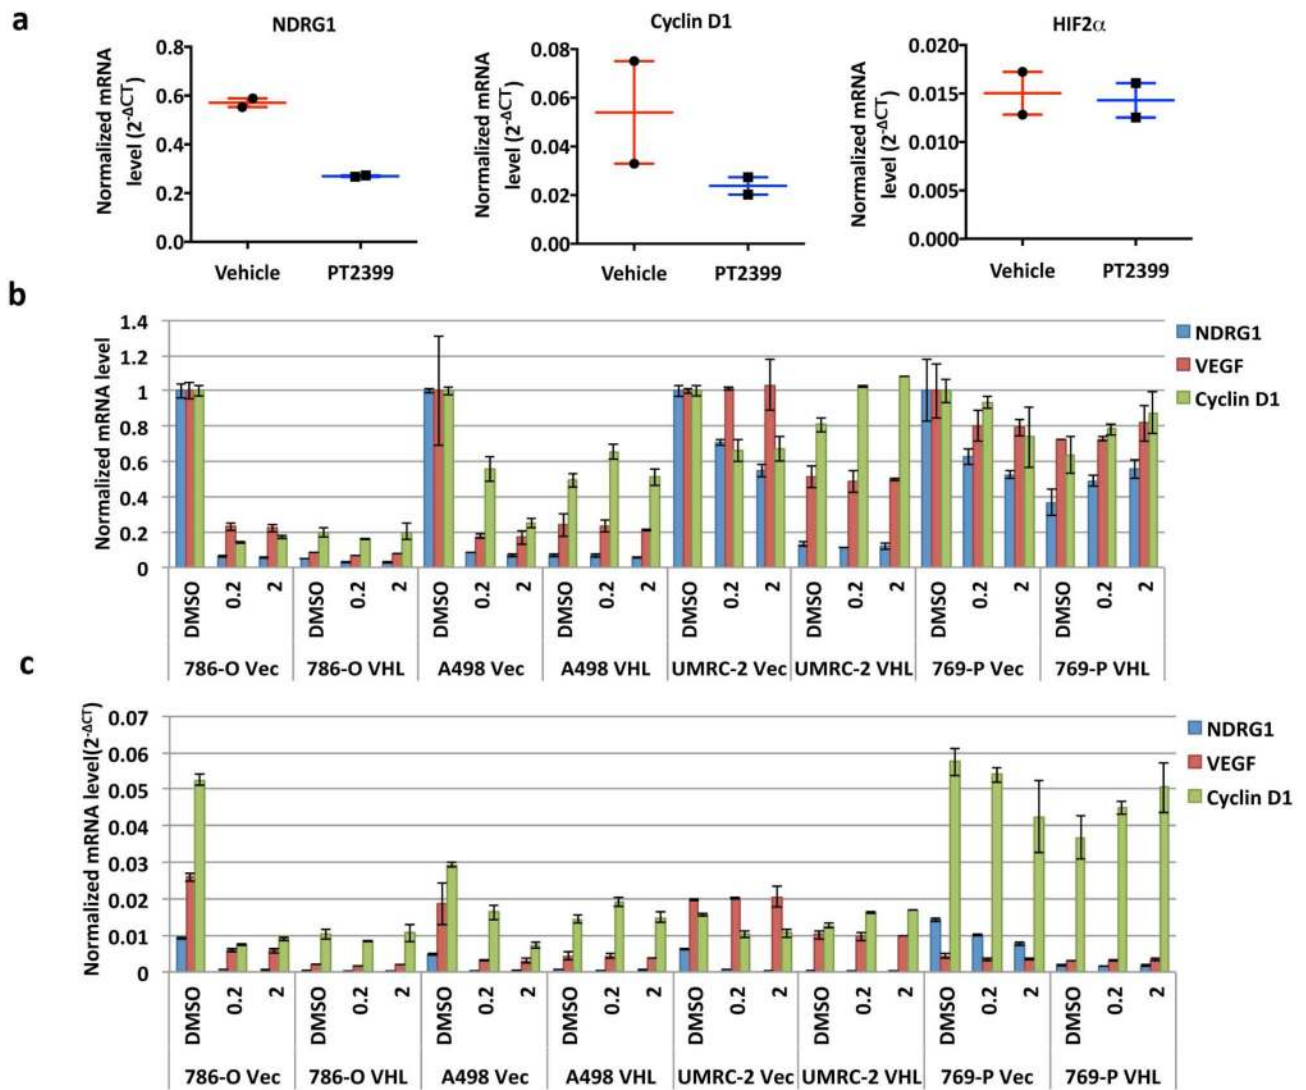 a
NDRG1
Normalized mRNA
level (2-ΔCT)
0.8
0.6
0.4
0.2
0.0
Vehicle PT2399
Cyclin D1
Normalized mRNA
level (2-ΔCT)
0.08
0.06
0.04
0.02
0.00
Vehicle PT2399
HIF2α
Normalized mRNA
level (2-ΔCT)
0.020
0.015
0.010
0.005
0.000
Vehicle PT2399
b
Normalized mRNA level
1.4
1.2
1
0.8
0.6
0.4
0.2
0
NDRG1
VEGF
Cyclin D1
DMSO 0.2 2 DMSO 0.2 2 DMSO 0.2 2 DMSO 0.2 2 DMSO 0.2 2 DMSO 0.2 2 DMSO 0.2 2 DMSO 0.2 2
786-O Vec 786-O VHL A498 Vec A498 VHL UMRC-2 Vec UMRC-2 VHL 769-P Vec 769-P VHL
c
Normalized mRNA level(2-ΔCT)
0.07
0.06
0.05
0.04
0.03
0.02
0.01
0
NDRG1
VEGF
Cyclin D1
DMSO 0.2 2 DMSO 0.2 2 DMSO 0.2 2 DMSO 0.2 2 DMSO 0.2 2 DMSO 0.2 2 DMSO 0.2 2 DMSO 0.2 2
786-O Vec 786-O VHL A498 Vec A498 VHL UMRC-2 Vec UMRC-2 VHL 769-P Vec 769-P VHL